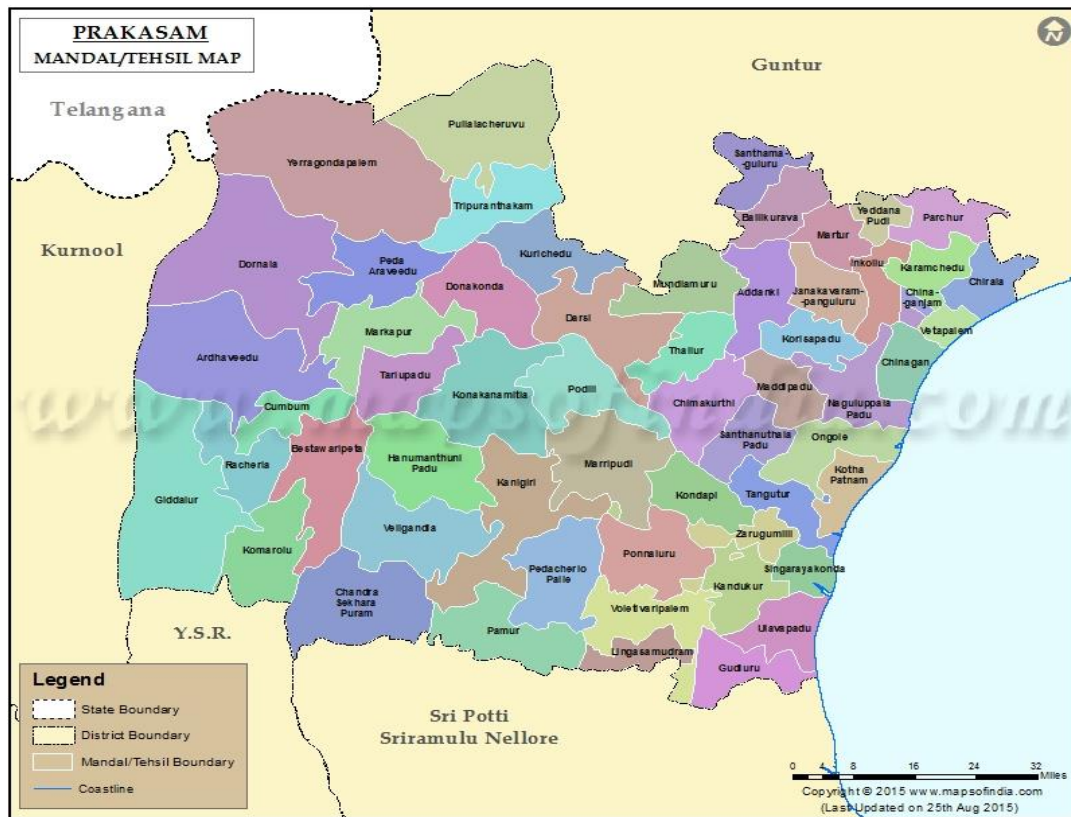 PRAKASAM
MANDAL/TEHSIL MAP
N
Guntur
Telangana
Pullalacheruvu
Yerragondapalem
Santhama-
-guluru
Tripuranthakam
Ballikurava
Yeddana
Pudi
Parchur
Martur
Kurnool
Dornala
Peda
Araveedu
Kurichedu
Inkollu
Karamchedu
Donakonda
Mundlamuru
Addanki
Janakavaram-
-panguluru
China-
-ganjam
Chirala
Markapur
Darsi
Vetapalem
Korisapadu
Ardhaveedu
Thallur
Chinagan
Tarlupadu
Konakanamitla
Podili
Maddipadu
Cumbum
Chimakurthi
Naguluppala
Padu
www.mapsofindia.com
Santhanuthala
Padu
Ongole
Bestawaripeta
Hanumanthuni
Padu
Racherla
Marripudi
Kotha
Patnam
Kanigiri
Giddalur
Kondapi
Tangutur
Veligandla
Zarugumilli
Komarolu
Ponnaluru
Pedacherlo
Palle
Singarayakonda
Kandukur
Chandra
Sekhara
Puram
Voletivaripalem
Pamur
Ulavapadu
Y.S.R.
Lingasamudram
Gudluru
Legend
State Boundary
District Boundary
Mandal/Tehsil Boundary
Coastline
Sri Potti
Sriramulu Nellore
0 4 8 16 24 32
Miles
Copyright © 2015 www.mapsofindia.com
(Last Updated on 25th Aug 2015)